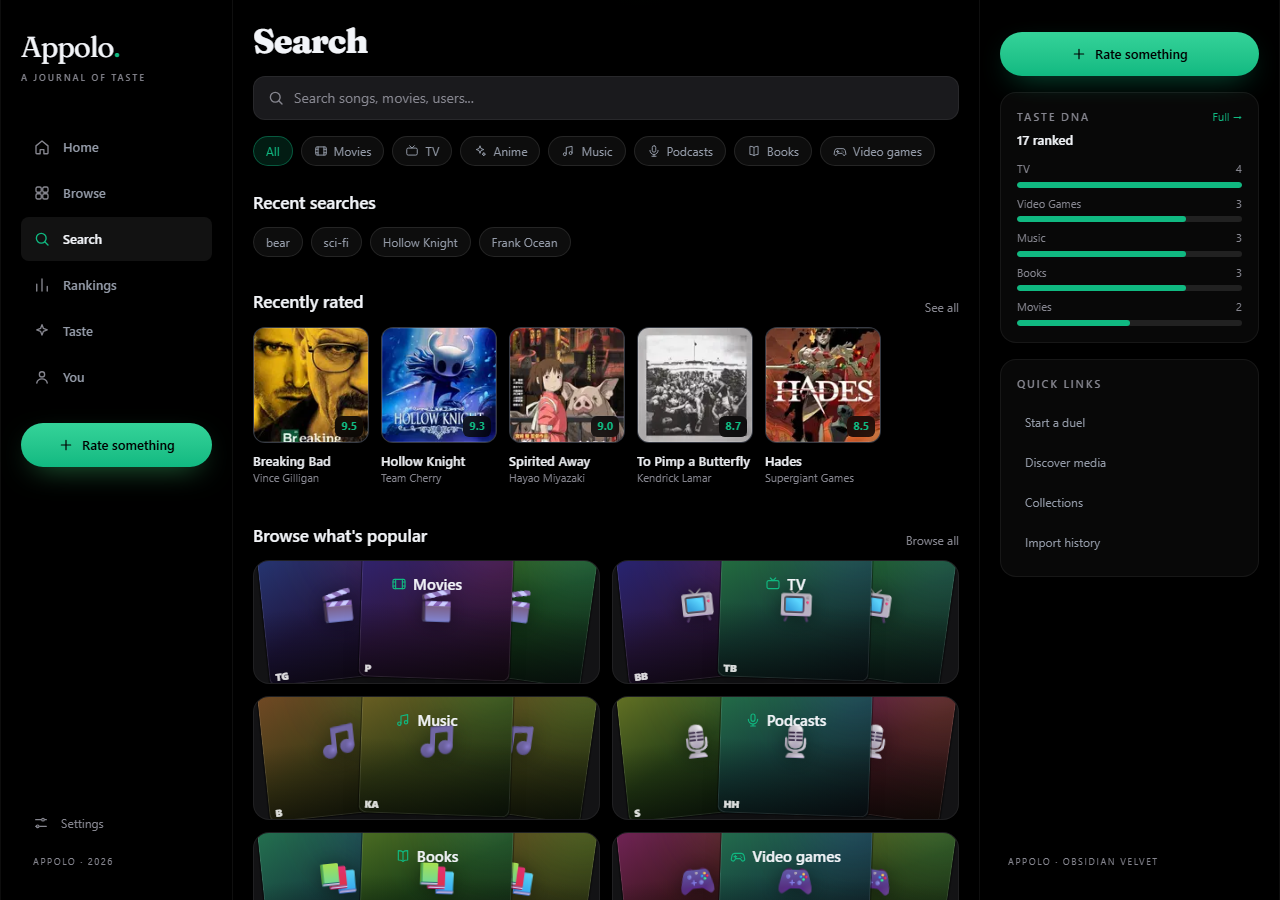 Appolo.
A JOURNAL OF TASTE
Home
Browse
Search
Rankings
Taste
You
+ Rate something
Settings
APPOLO · 2026
Search
Search songs, movies, users...
All
Movies
TV
Anime
Music
Podcasts
Books
Video games
Recent searches
bear
sci-fi
Hollow Knight
Frank Ocean
Recently rated
See all
Breaking
9.5
Breaking Bad
Vince Gilligan
HOLLOW KNIGHT
9.3
Hollow Knight
Team Cherry
9.0
Spirited Away
Hayao Miyazaki
8.7
To Pimp a Butterfly
Kendrick Lamar
HADES
8.5
Hades
Supergiant Games
Browse what's popular
Browse all
Movies
TG
P
TV
BB
TB
Music
B
KA
Podcasts
S
HH
Books
Video games
+ Rate something
TASTE DNA
Full →
17 ranked
TV 4
Video Games 3
Music 3
Books 3
Movies 2
QUICK LINKS
Start a duel
Discover media
Collections
Import history
APPOLO · OBSIDIAN VELVET